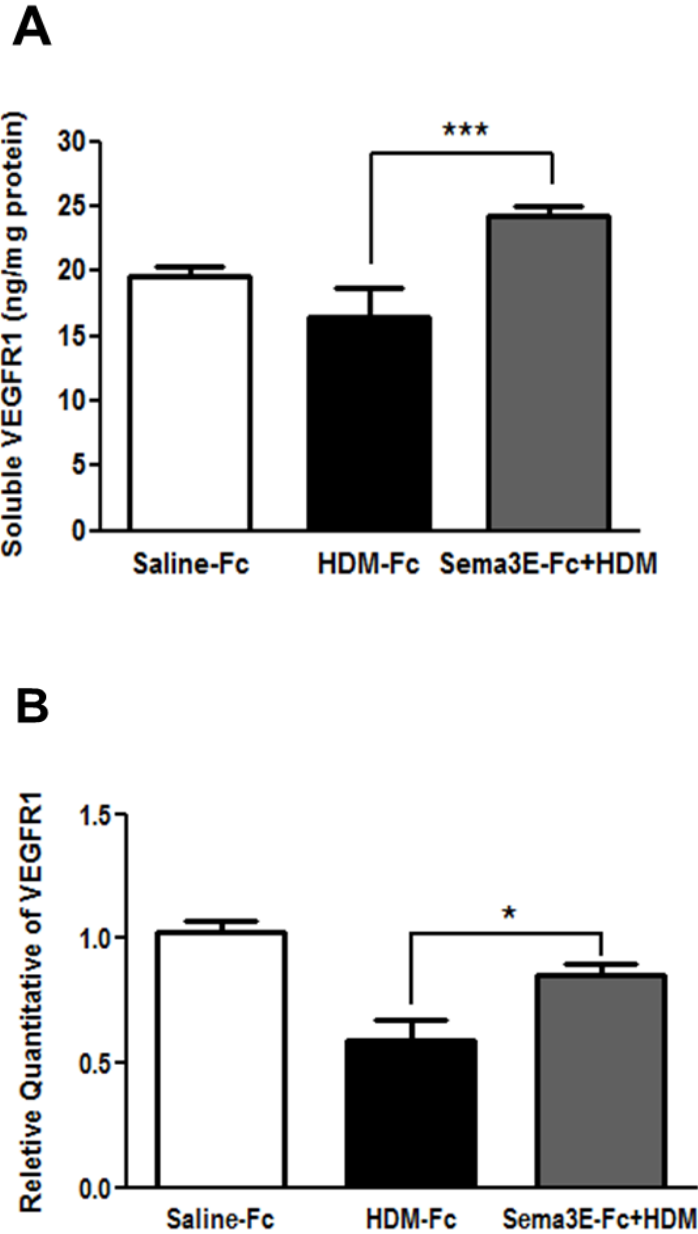 A
Soluble VEGFR1 (ng/mg protein)
30
25
20
15
10
5
0
***
Saline-Fc HDM-Fc Sema3E-Fc+HDM
B
Reletive Quantitative of VEGFR1
1.5
1.0
0.5
0.0
*
Saline-Fc HDM-Fc Sema3E-Fc+HDM